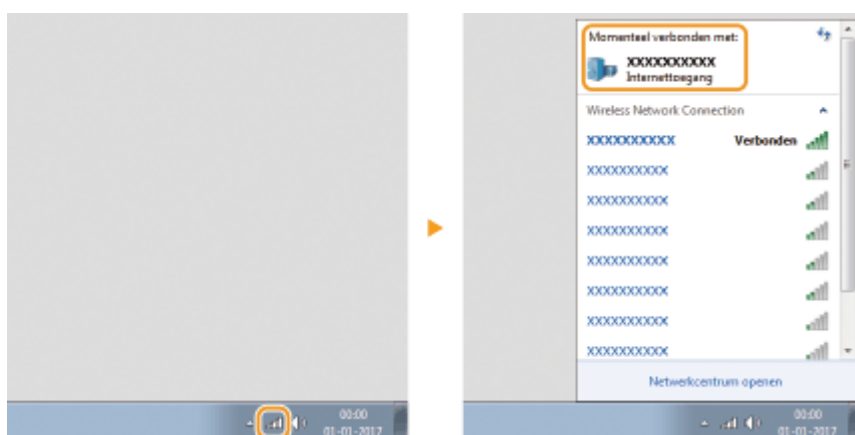 00:00
01-01-2017
Momenteel verbonden met:
XXXXXXXXXX
Internettoegang
Wireless Network Connection
XXXXXXXXXX Verbonden
XXXXXXXXXX
XXXXXXXXXX
XXXXXXXXXX
XXXXXXXXXX
XXXXXXXXXX
XXXXXXXXXX
XXXXXXXXXX
Netwerkcentrum openen
00:00
01-01-2017